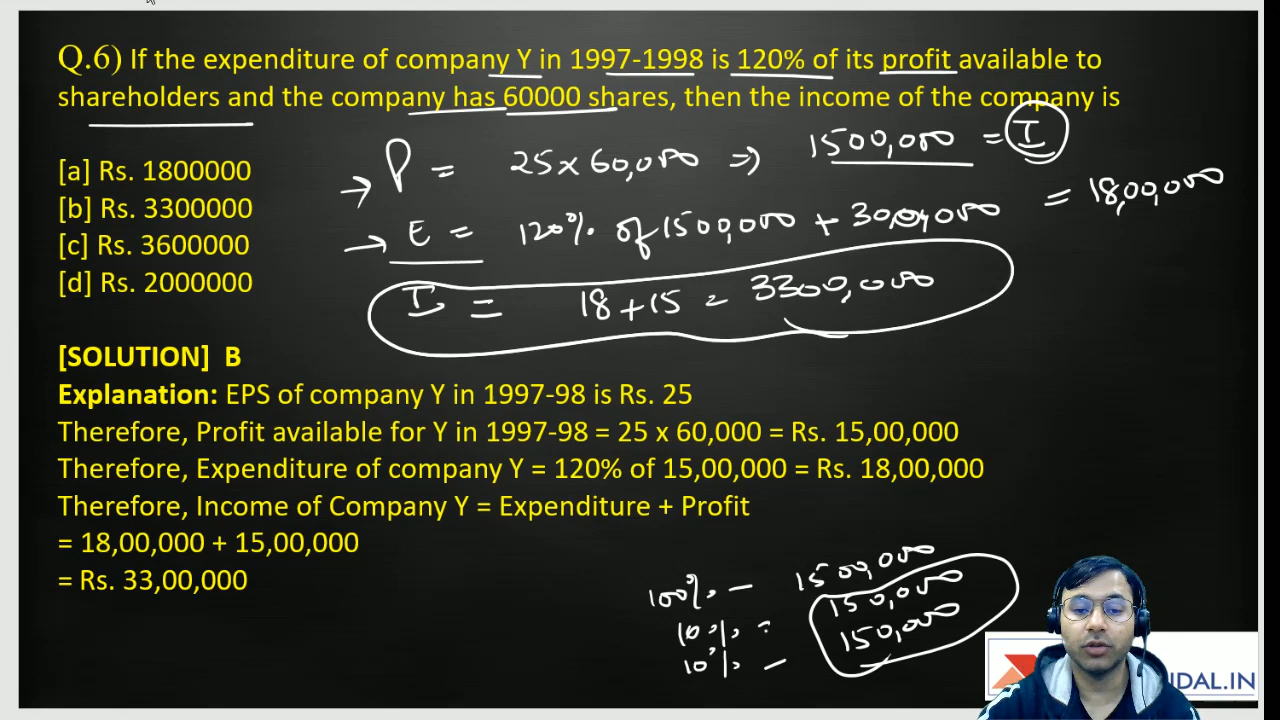 Q.6) If the expenditure of company Y in 1997-1998 is 120% of its profit available to
shareholders and the company has 60000 shares, then the income of the company is
1500,000 = I
[a] Rs. 1800000
P = 25 x 60,000 ⇒
= 18,00,000
[b] Rs. 3300000
→ E = 120% of 1500,000 + 30,00,000
[c] Rs. 3600000
[d] Rs. 2000000
I = 18 + 15 = 3300,000
[SOLUTION] B
Explanation: EPS of company Y in 1997-98 is Rs. 25
Therefore, Profit available for Y in 1997-98 = 25 x 60,000 = Rs. 15,00,000
Therefore, Expenditure of company Y = 120% of 15,00,000 = Rs. 18,00,000
Therefore, Income of Company Y = Expenditure + Profit
= 18,00,000 + 15,00,000
= Rs. 33,00,000
100% - 1500,000
10% = 150,000
10% - 150,000
IDAL.IN